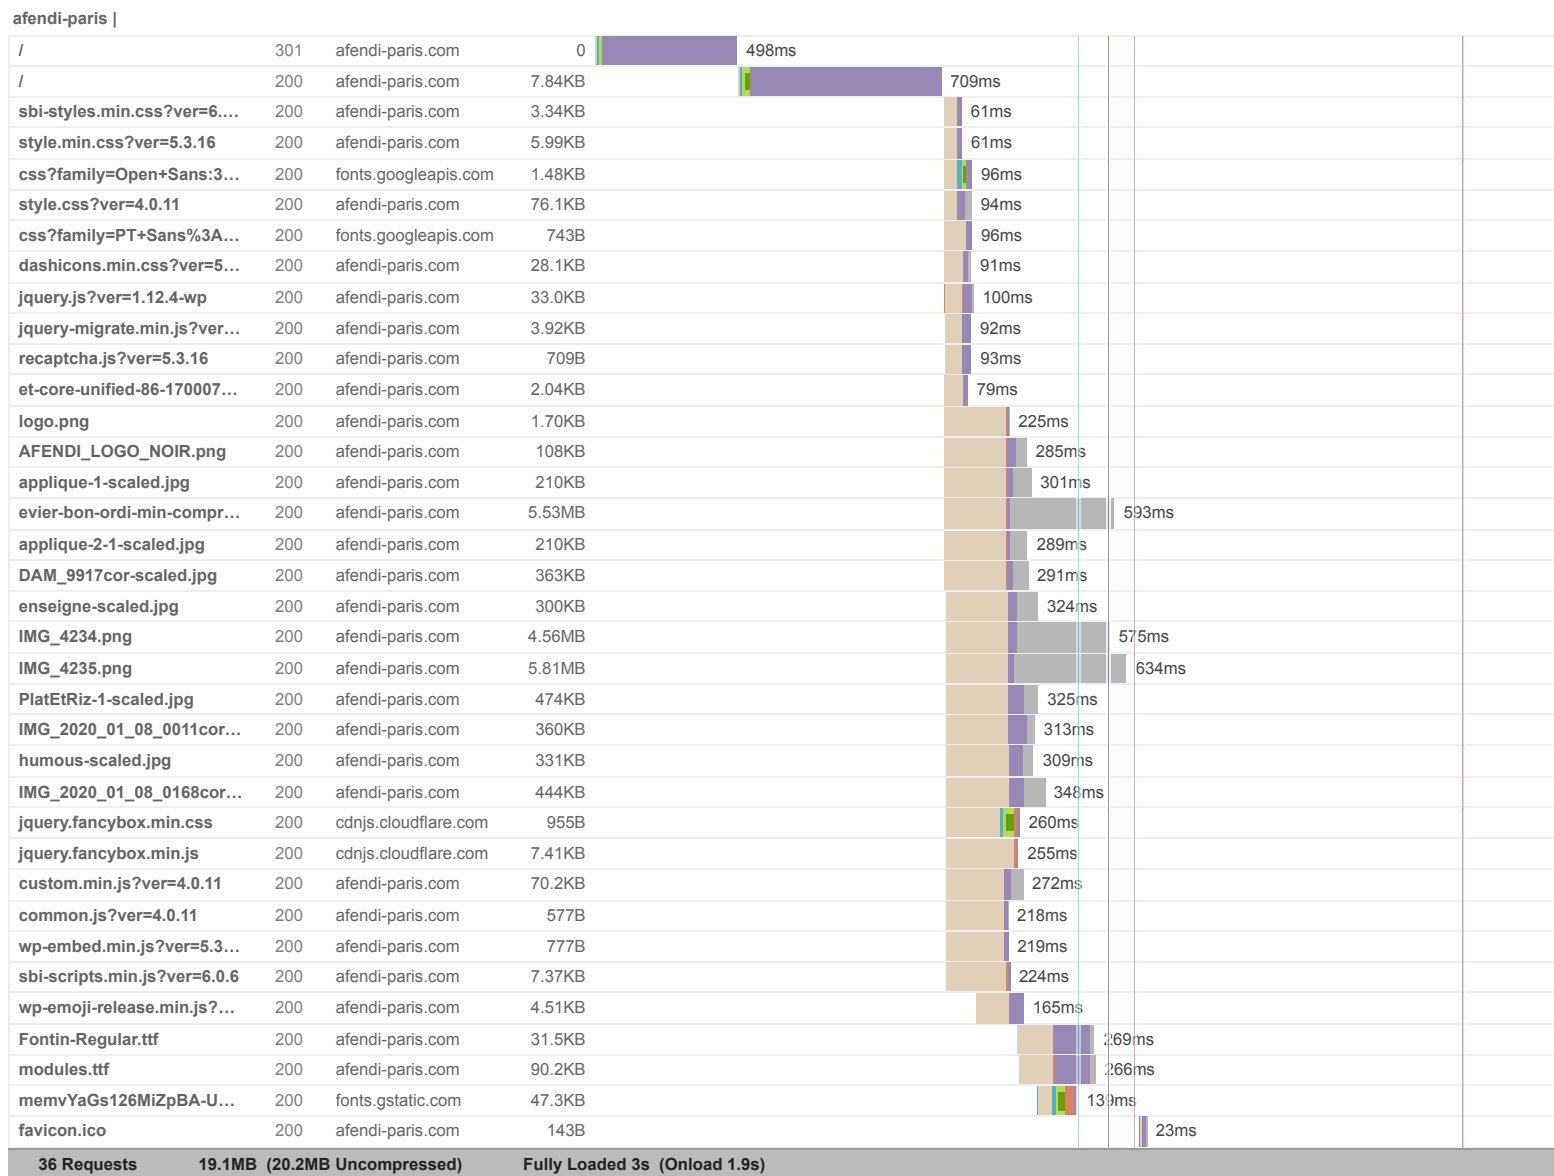 afendi-paris |
/ 301 afendi-paris.com 0 498ms
/ 200 afendi-paris.com 7.84KB 709ms
sbi-styles.min.css?ver=6.... 200 afendi-paris.com 3.34KB 61ms
style.min.css?ver=5.3.16 200 afendi-paris.com 5.99KB 61ms
css?family=Open+Sans:3... 200 fonts.googleapis.com 1.48KB 96ms
style.css?ver=4.0.11 200 afendi-paris.com 76.1KB 94ms
css?family=PT+Sans%3A... 200 fonts.googleapis.com 743B 96ms
dashicons.min.css?ver=5... 200 afendi-paris.com 28.1KB 91ms
jquery.js?ver=1.12.4-wp 200 afendi-paris.com 33.0KB 100ms
jquery-migrate.min.js?ver... 200 afendi-paris.com 3.92KB 92ms
recaptcha.js?ver=5.3.16 200 afendi-paris.com 709B 93ms
et-core-unified-86-170007... 200 afendi-paris.com 2.04KB 79ms
logo.png 200 afendi-paris.com 1.70KB 225ms
AFENDI_LOGO_NOIR.png 200 afendi-paris.com 108KB 285ms
applique-1-scaled.jpg 200 afendi-paris.com 210KB 301ms
evier-bon-ordi-min-compr... 200 afendi-paris.com 5.53MB 593ms
applique-2-1-scaled.jpg 200 afendi-paris.com 210KB 289ms
DAM_9917cor-scaled.jpg 200 afendi-paris.com 363KB 291ms
enseigne-scaled.jpg 200 afendi-paris.com 300KB 324ms
IMG_4234.png 200 afendi-paris.com 4.56MB 575ms
IMG_4235.png 200 afendi-paris.com 5.81MB 634ms
PlatEtRiz-1-scaled.jpg 200 afendi-paris.com 474KB 325ms
IMG_2020_01_08_0011cor... 200 afendi-paris.com 360KB 313ms
humous-scaled.jpg 200 afendi-paris.com 331KB 309ms
IMG_2020_01_08_0168cor... 200 afendi-paris.com 444KB 348ms
jquery.fancybox.min.css 200 cdnjs.cloudflare.com 955B 260ms
jquery.fancybox.min.js 200 cdnjs.cloudflare.com 7.41KB 255ms
custom.min.js?ver=4.0.11 200 afendi-paris.com 70.2KB 272ms
common.js?ver=4.0.11 200 afendi-paris.com 577B 218ms
wp-embed.min.js?ver=5.3... 200 afendi-paris.com 777B 219ms
sbi-scripts.min.js?ver=6.0.6 200 afendi-paris.com 7.37KB 224ms
wp-emoji-release.min.js?... 200 afendi-paris.com 4.51KB 165ms
Fontin-Regular.ttf 200 afendi-paris.com 31.5KB 269ms
modules.ttf 200 afendi-paris.com 90.2KB 266ms
memvYaGs126MiZpBA-U... 200 fonts.gstatic.com 47.3KB 139ms
favicon.ico 200 afendi-paris.com 143B 23ms
36 Requests 19.1MB (20.2MB Uncompressed) Fully Loaded 3s (Onload 1.9s)